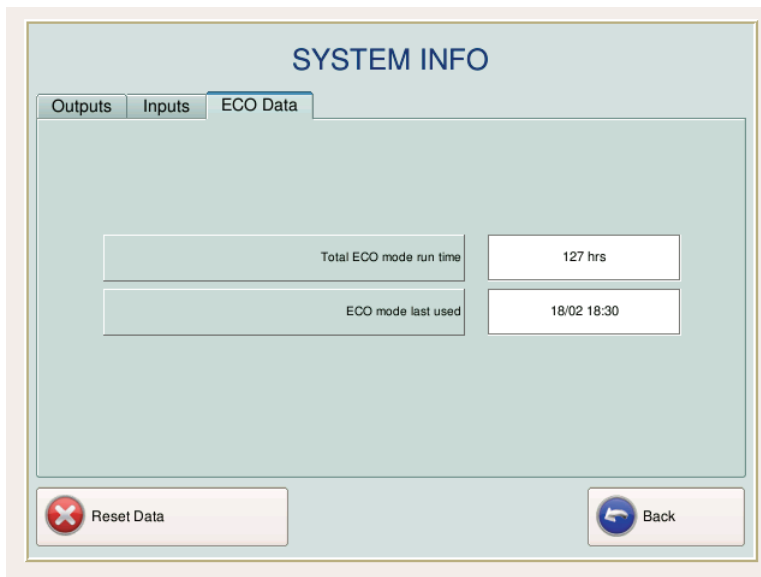 SYSTEM INFO
Outputs Inputs ECO Data
Total ECO mode run time 127 hrs
ECO mode last used 18/02 18:30
Reset Data Back